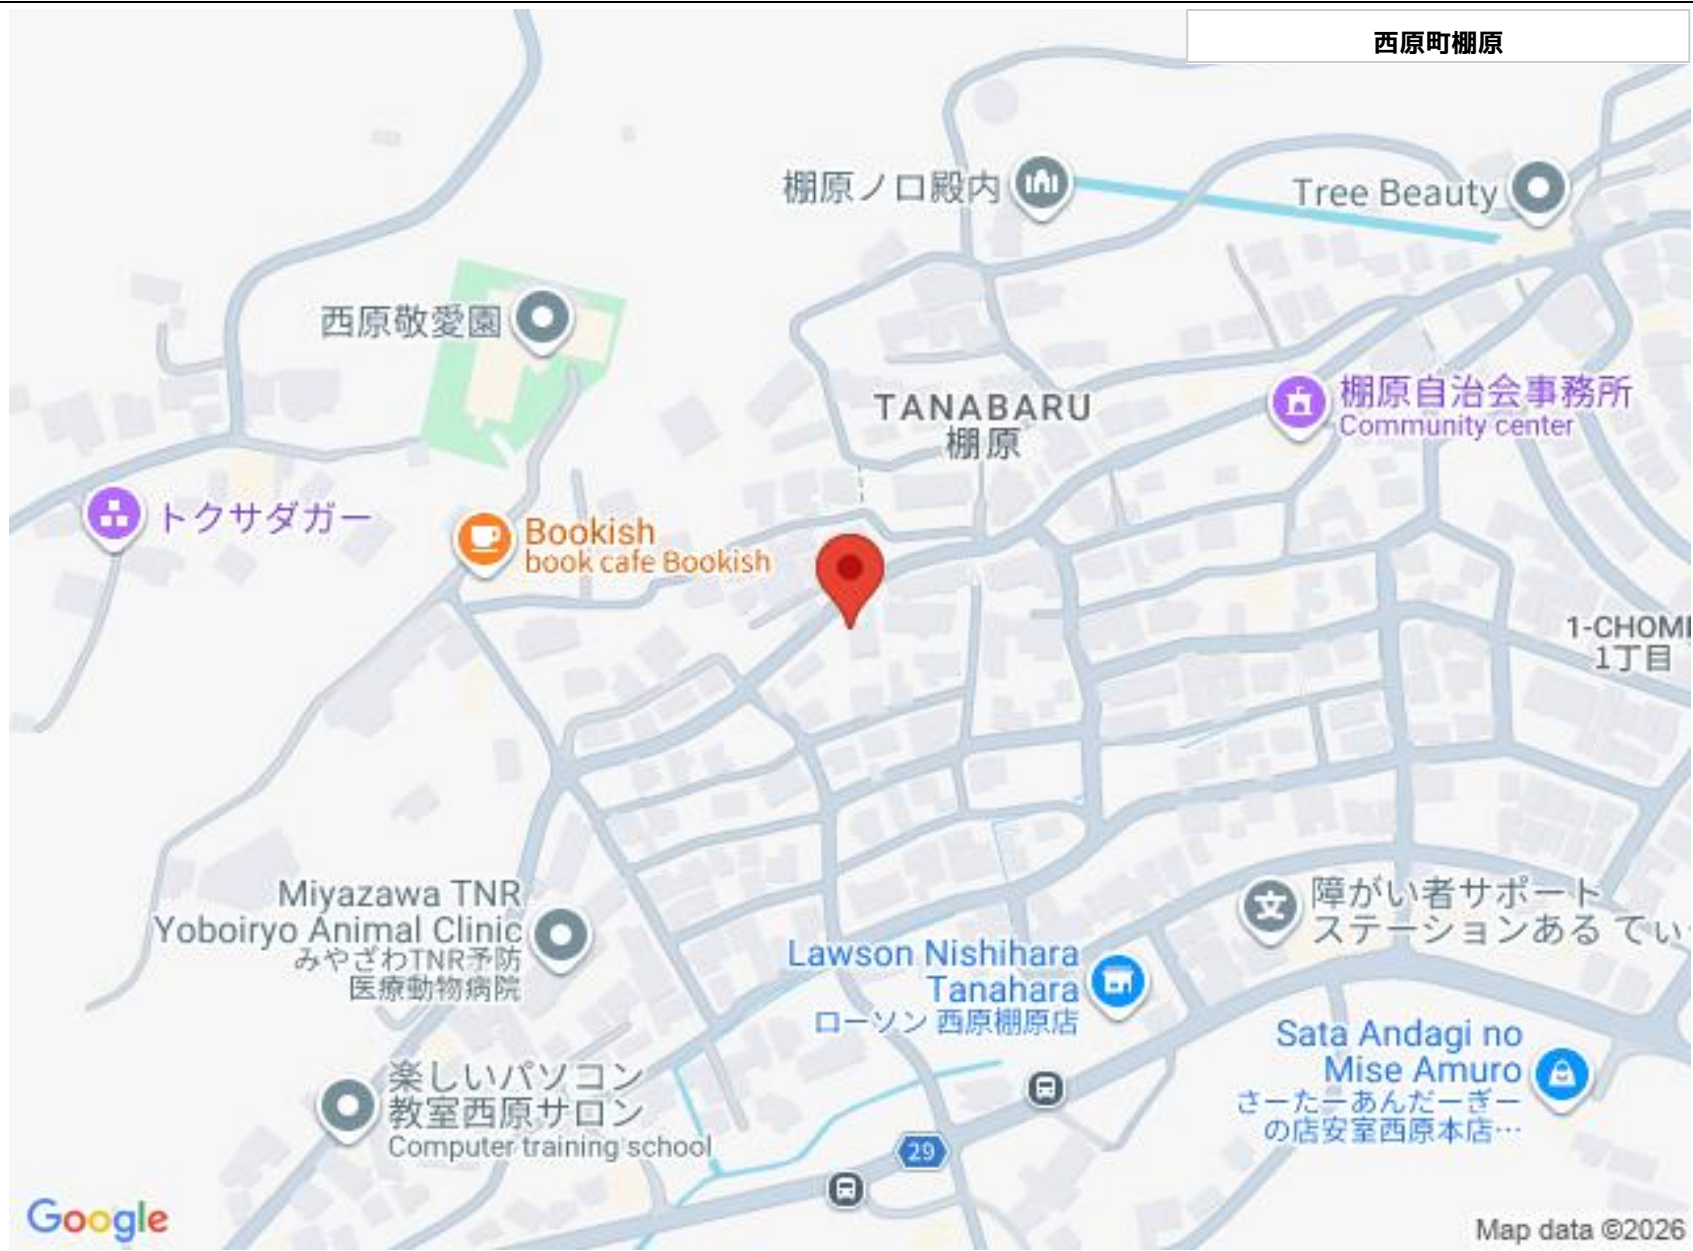 西原町棚原
棚原ノロ殿内
Tree Beauty
西原敬愛園
TANABARU
棚原
棚原自治会事務所
Community center
トクサダガー
Bookish
book cafe Bookish
1-CHOM
1丁目
Miyazawa TNR
Yoboiryo Animal Clinic
みやざわTNR予防
医療動物病院
障がい者サポート
ステーションある てぃ
Lawson Nishihara
Tanahara
ローソン 西原棚原店
Sata Andagi no
Mise Amuro
さーたーあんだーぎー
の店安室西原本店…
楽しいパソコン
教室西原サロン
Computer training school
29
Google
Map data ©2026